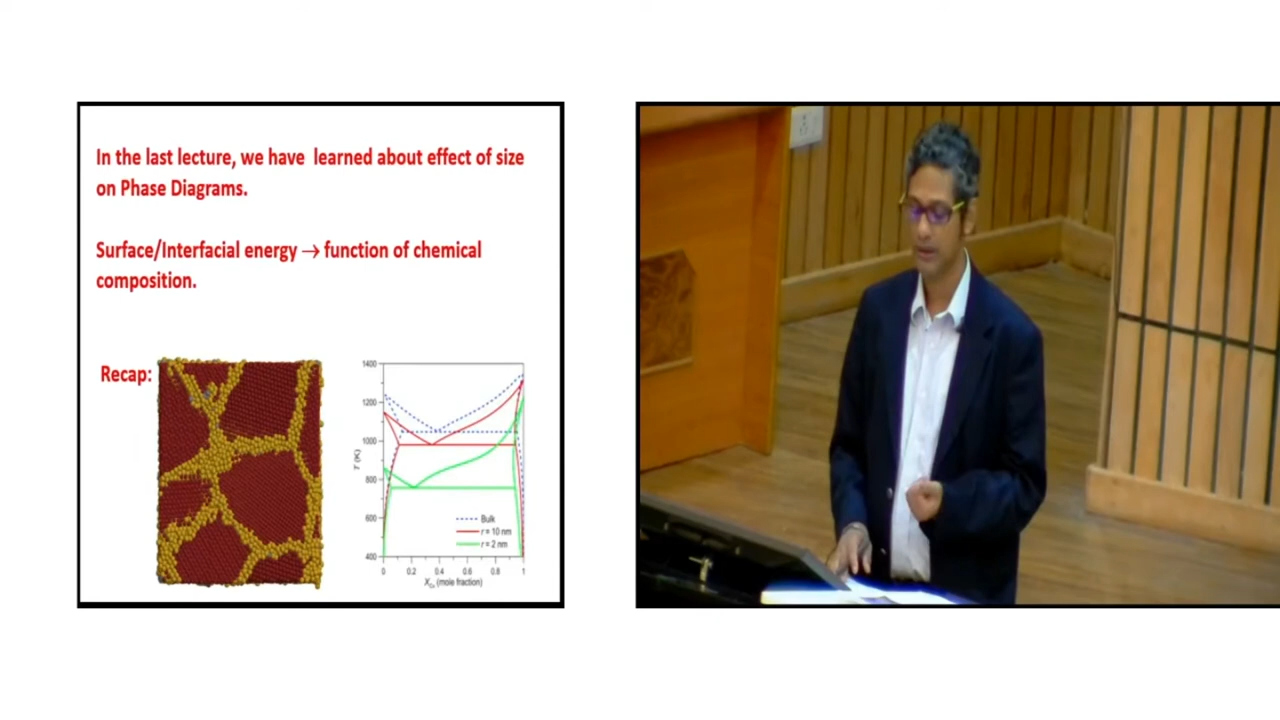 In the last lecture, we have learned about effect of size
on Phase Diagrams.
Surface/Interfacial energy → function of chemical
composition.
Recap:
1400
1200
1000
800
600
400
T (K)
Bulk
r = 10 nm
r = 2 nm
0 0.2 0.4 0.6 0.8 1
(mole fraction)